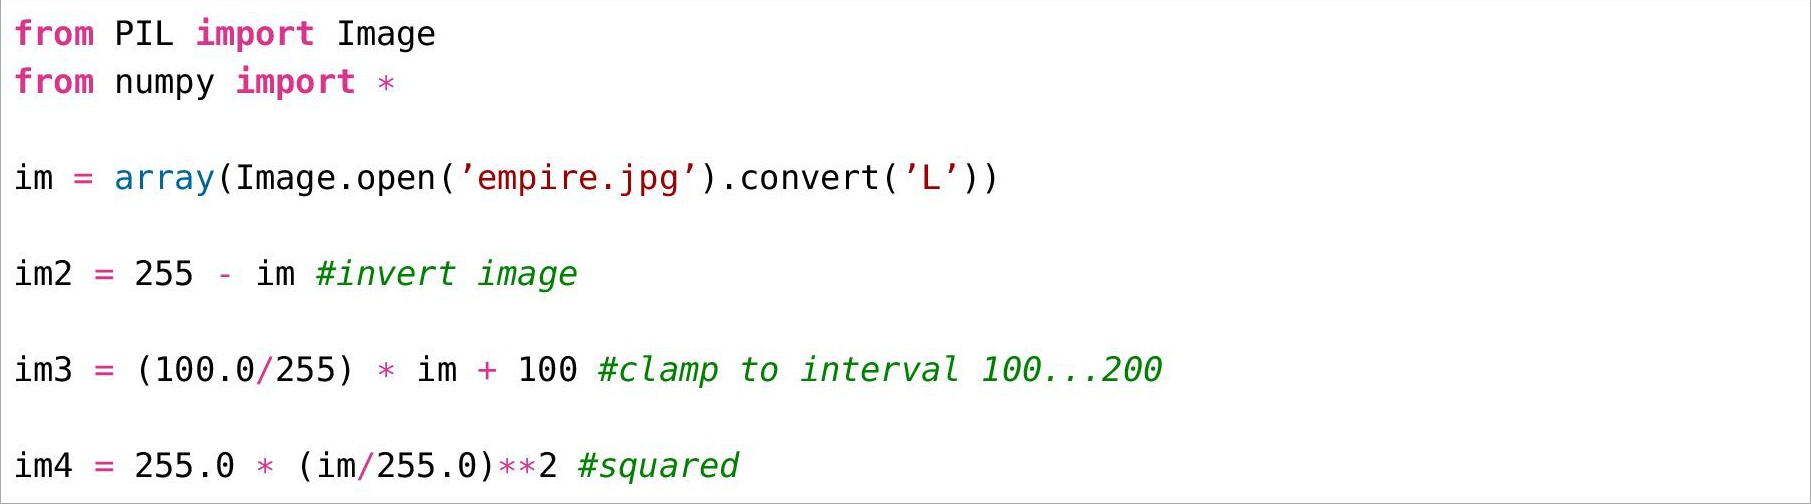 from PIL import Image
from numpy import *
im = array(Image.open(’empire.jpg’).convert(’L’))
im2 = 255 - im #invert image
im3 = (100.0/255) * im + 100 #clamp to interval 100...200
im4 = 255.0 * (im/255.0)**2 #squared